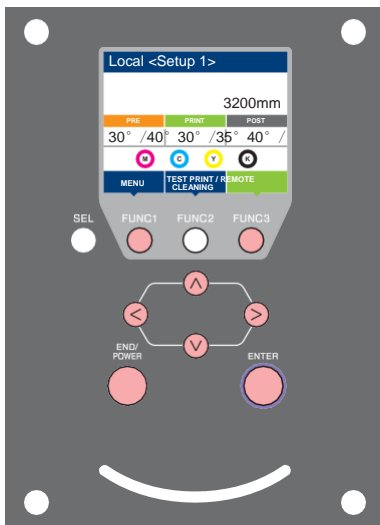 Local <Setup 1>
3200mm
PRE PRINT POST
30° /40° 30° /35° 40° /
M C Y K
MENU TEST PRINT / REMOTE
CLEANING
SEL FUNC1 FUNC2 FUNC3
END/
POWER
ENTER